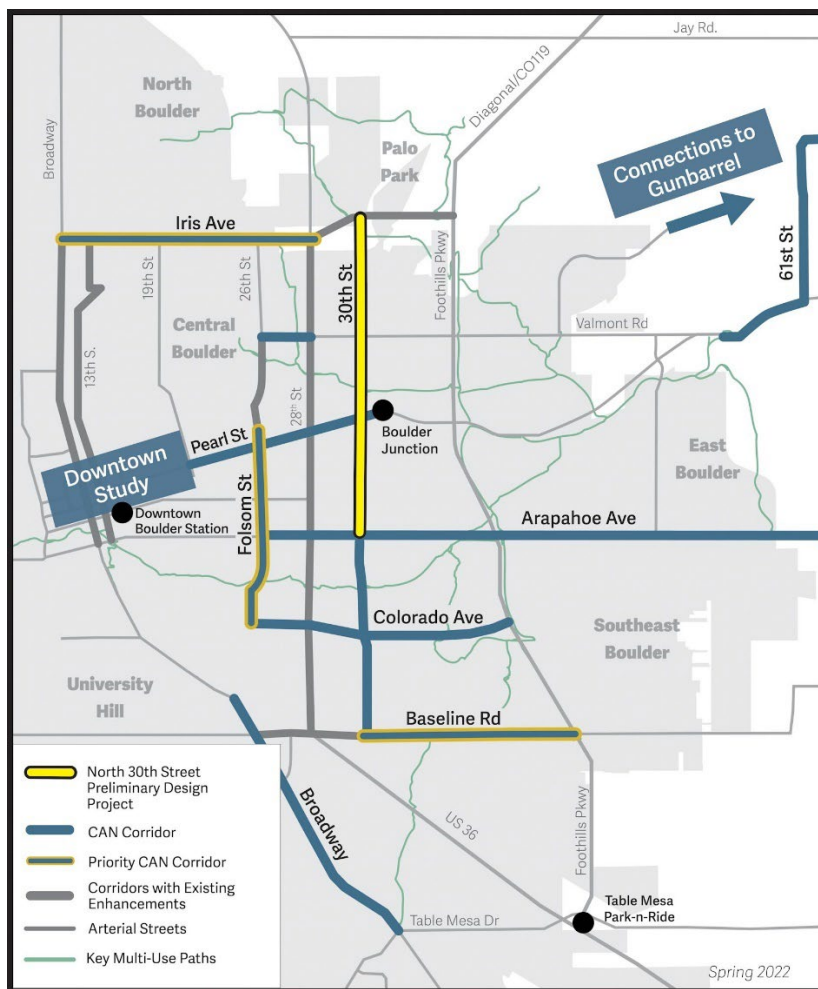 Jay Rd.
Diagonal/CO119
North
Boulder
Broadway
Palo
Park
Connections to
Gunbarrel
Iris Ave
19th St
26th St
30th St
Foothills Pkwy
61st St
Central
Boulder
Valmont Rd
13th S.
28th St
Pearl St
Boulder
Junction
East
Boulder
Downtown
Study
Downtown
Boulder Station
Folsom St
Arapahoe Ave
Colorado Ave
Southeast
Boulder
University
Hill
Baseline Rd
Broadway
US 36
Foothills Pkwy
Table Mesa Dr
Table Mesa
Park-n-Ride
North 30th Street
Preliminary Design
Project
CAN Corridor
Priority CAN Corridor
Corridors with Existing
Enhancements
Arterial Streets
Key Multi-Use Paths
Spring 2022